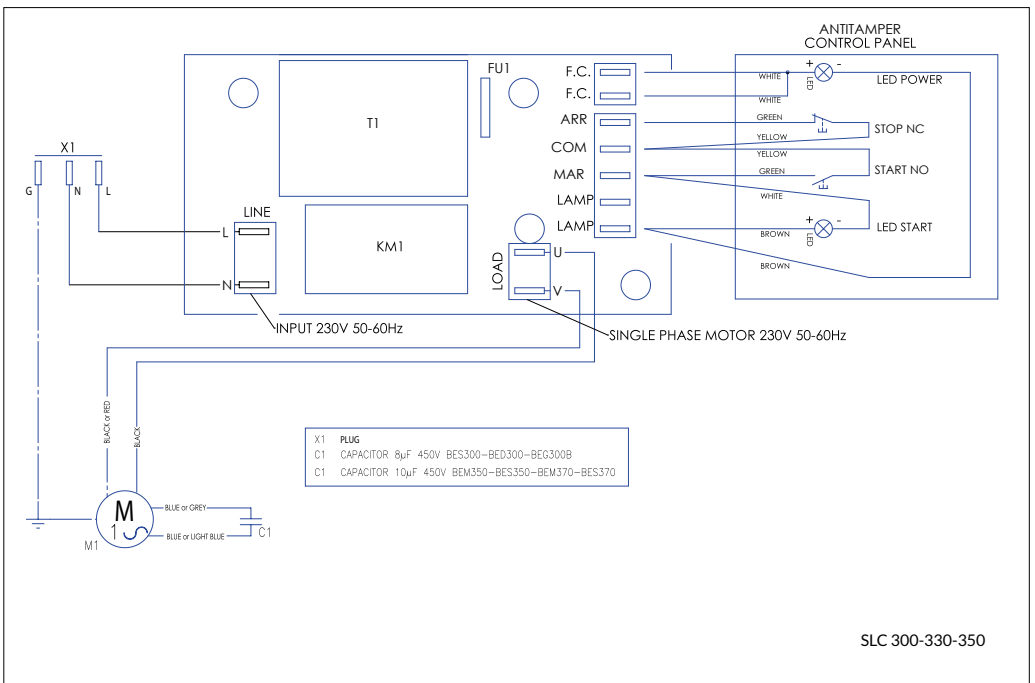 ANTITAMPER
CONTROL PANEL
FU1
F.C.
F.C.
WHITE
WHITE
+ -
LED
LED POWER
T1
ARR
GREEN
STOP NC
YELLOW
COM
YELLOW
START NO
MAR
GREEN
WHITE
LAMP
LAMP
+ -
LED
LED START
BROWN
BROWN
X1
G N L
LINE
L
N
KM1
LOAD
U
V
INPUT 230V 50-60Hz
SINGLE PHASE MOTOR 230V 50-60Hz
BLACK or RED
BLACK
X1 PLUG
C1 CAPACITOR 8µF 450V BES300-BED300-BEG300B
C1 CAPACITOR 10µF 450V BEM350-BES350-BEM370-BES370
M
1
M1
BLUE or GREY
BLUE or LIGHT BLUE
C1
SLC 300-330-350